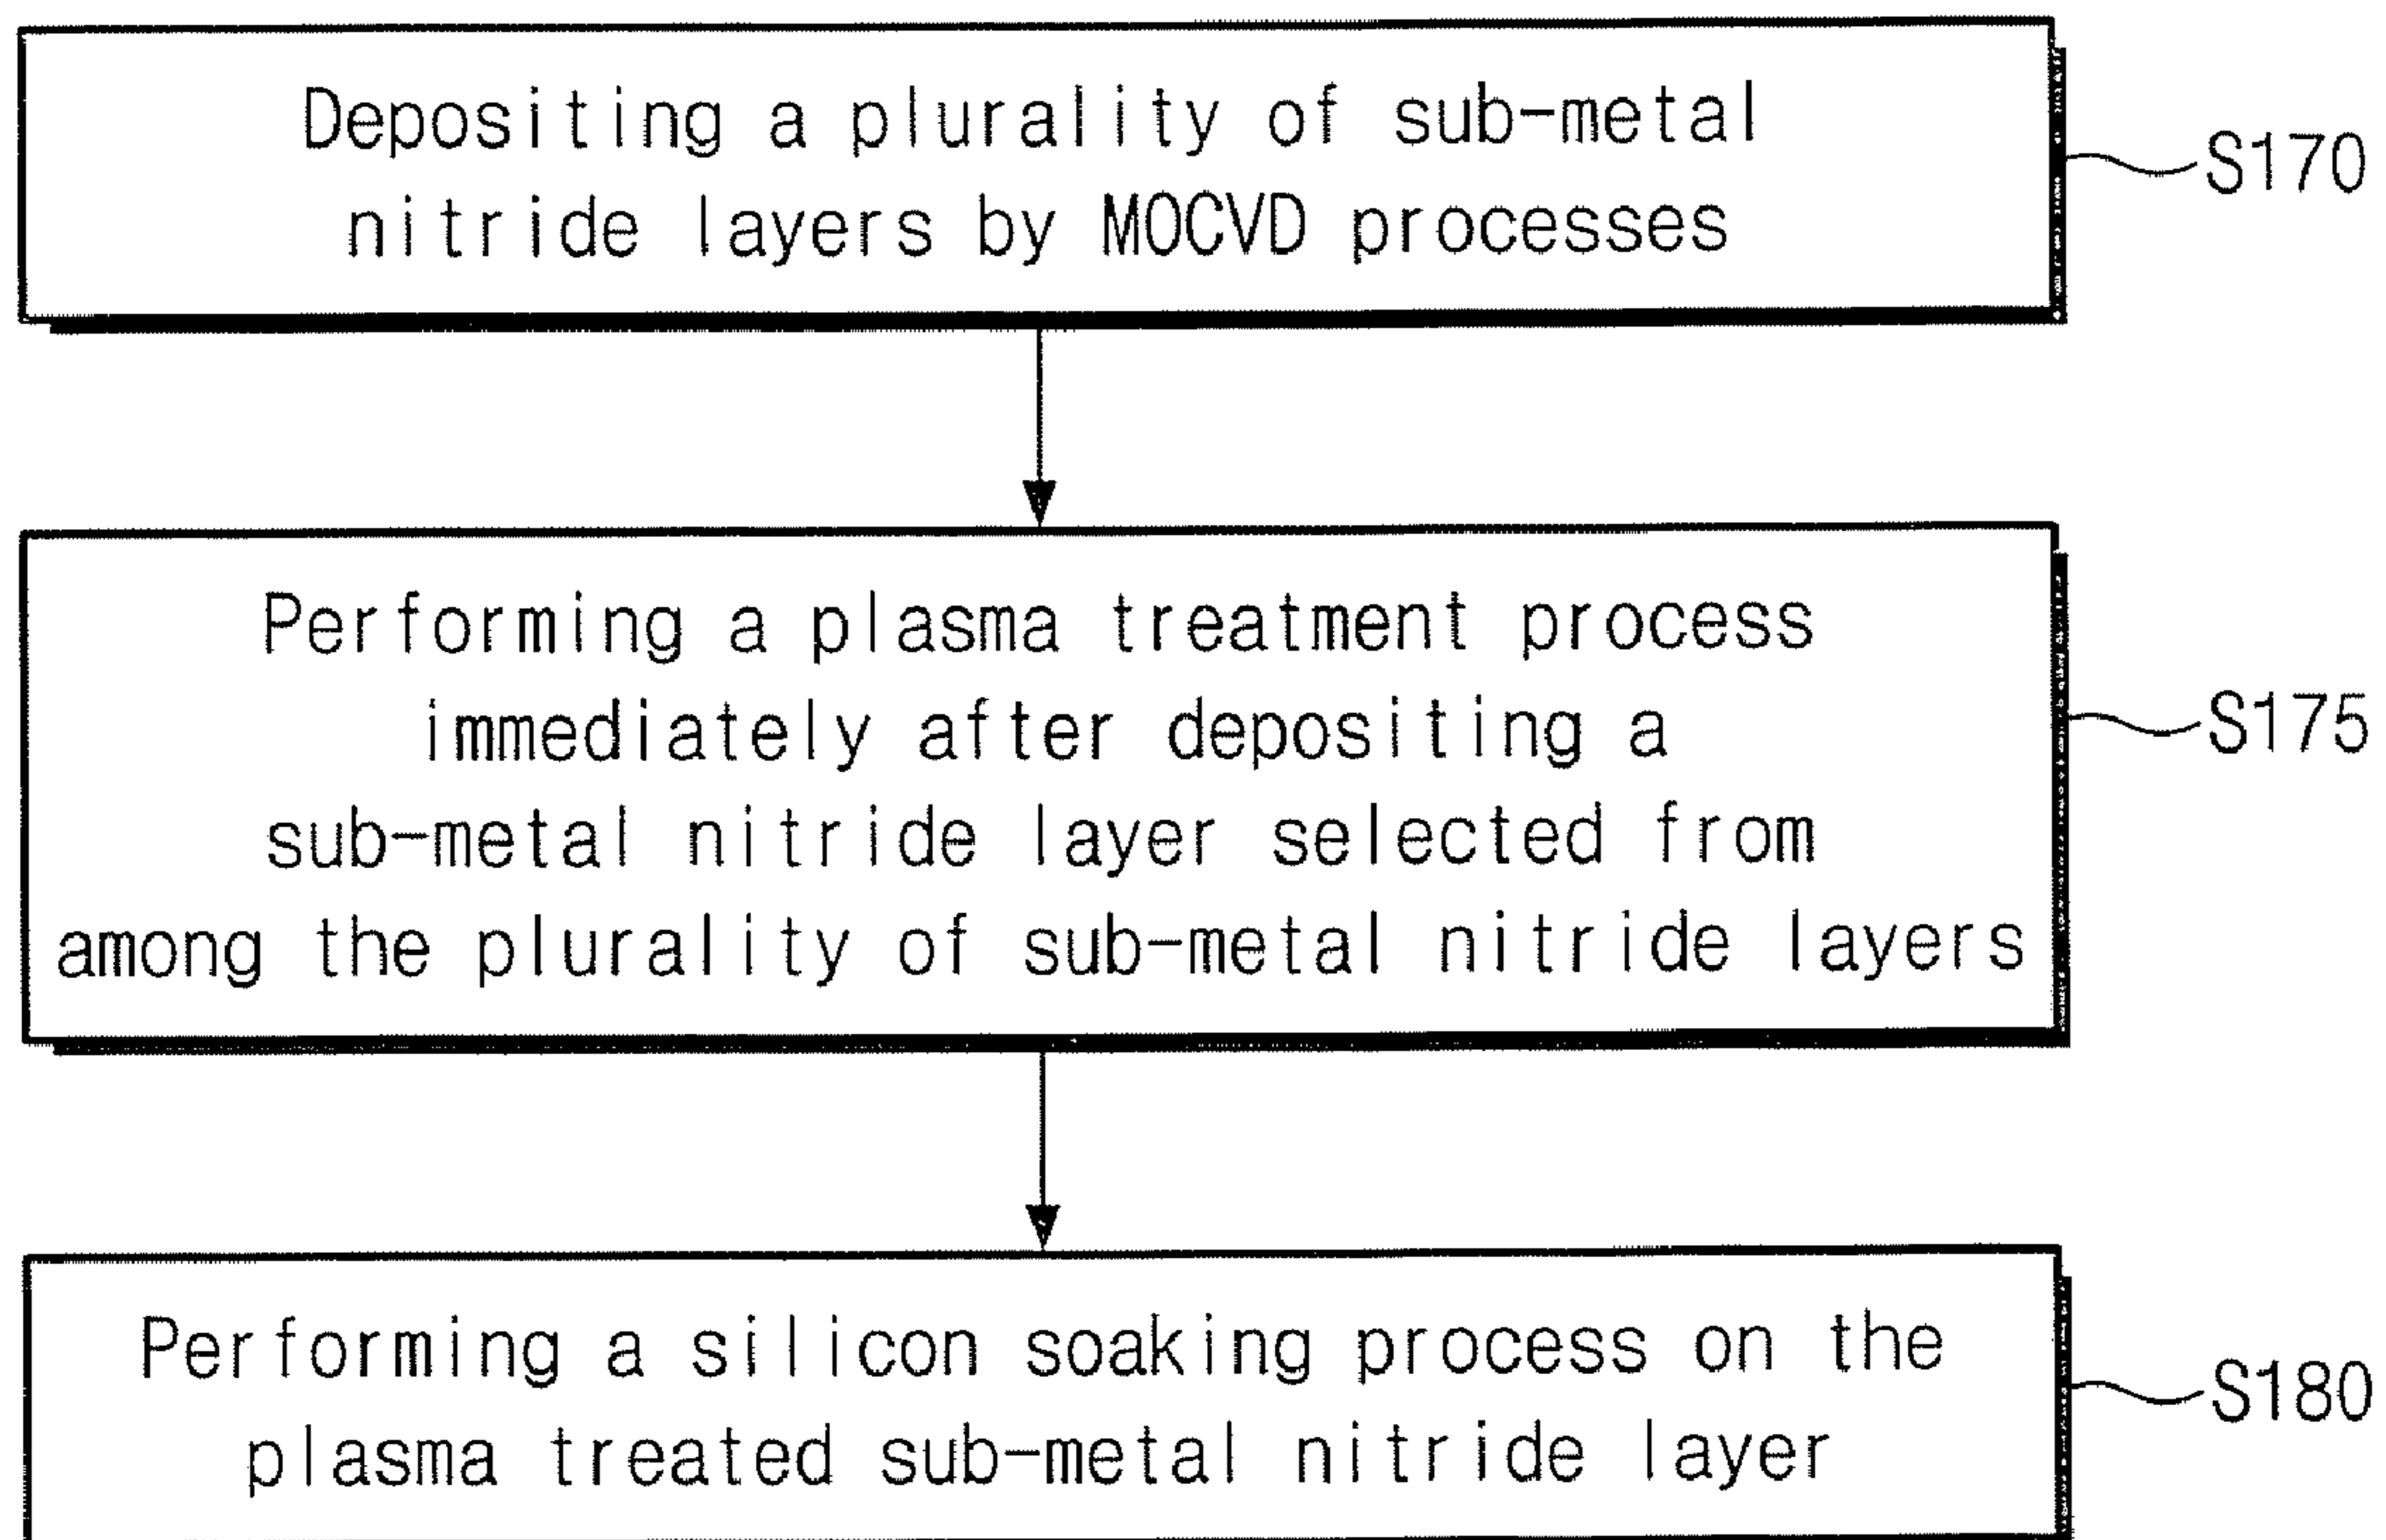 Depositing a plurality of sub-metal
nitride layers by MOCVD processes
S170
Performing a plasma treatment process
immediately after depositing a
sub-metal nitride layer selected from
among the plurality of sub-metal nitride layers
S175
Performing a silicon soaking process on the
plasma treated sub-metal nitride layer
S180